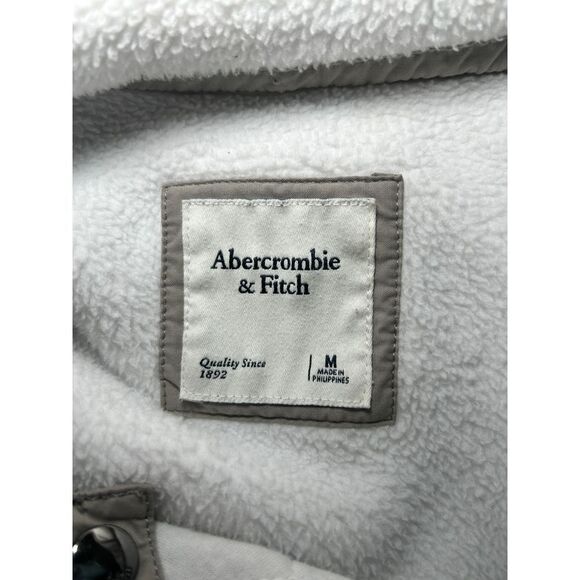 Abercrombie
& Fitch
Quality Since
1892
M
MADE IN
PHILIPPINES